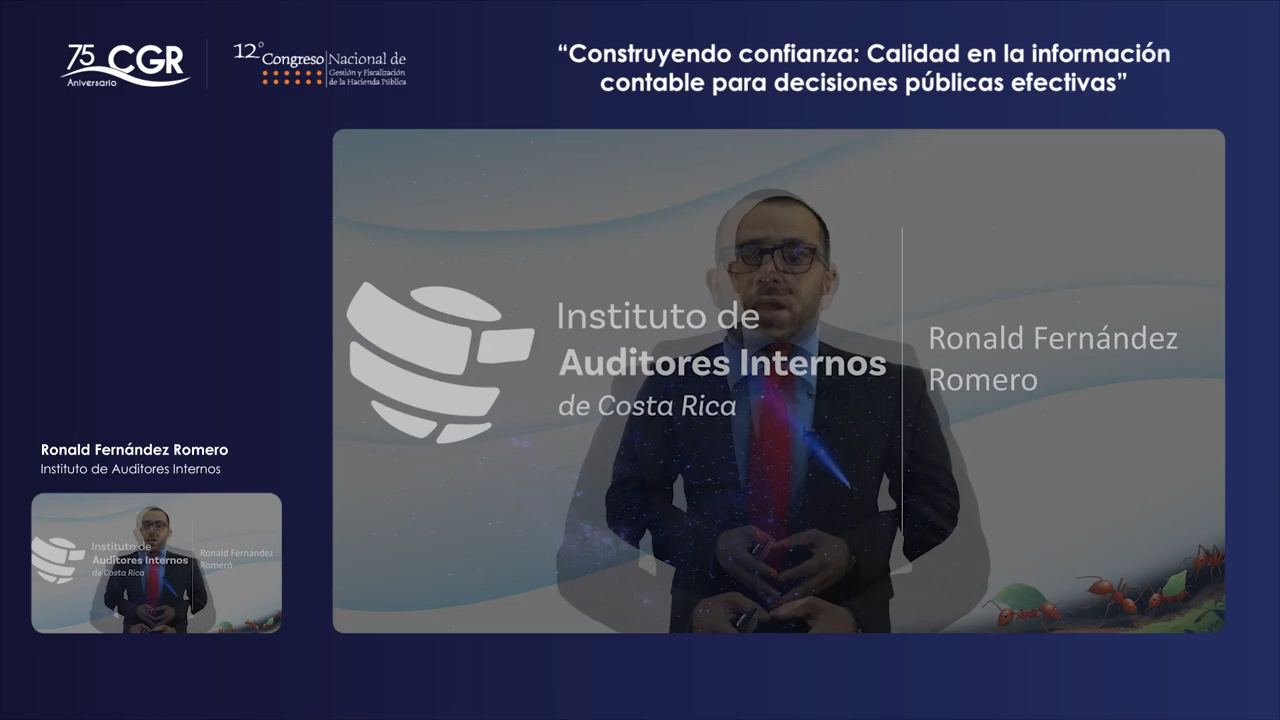 75 CGR
Aniversario
12° Congreso Nacional de
Gestión y Fiscalización
de la Hacienda Pública
“Construyendo confianza: Calidad en la información
contable para decisiones públicas efectivas”
Instituto de
Auditores Internos
de Costa Rica
Ronald Fernández
Romero
Ronald Fernández Romero
Instituto de Auditores Internos
Instituto de
Auditores Internos
de Costa Rica
Ronald Fernández
Romero